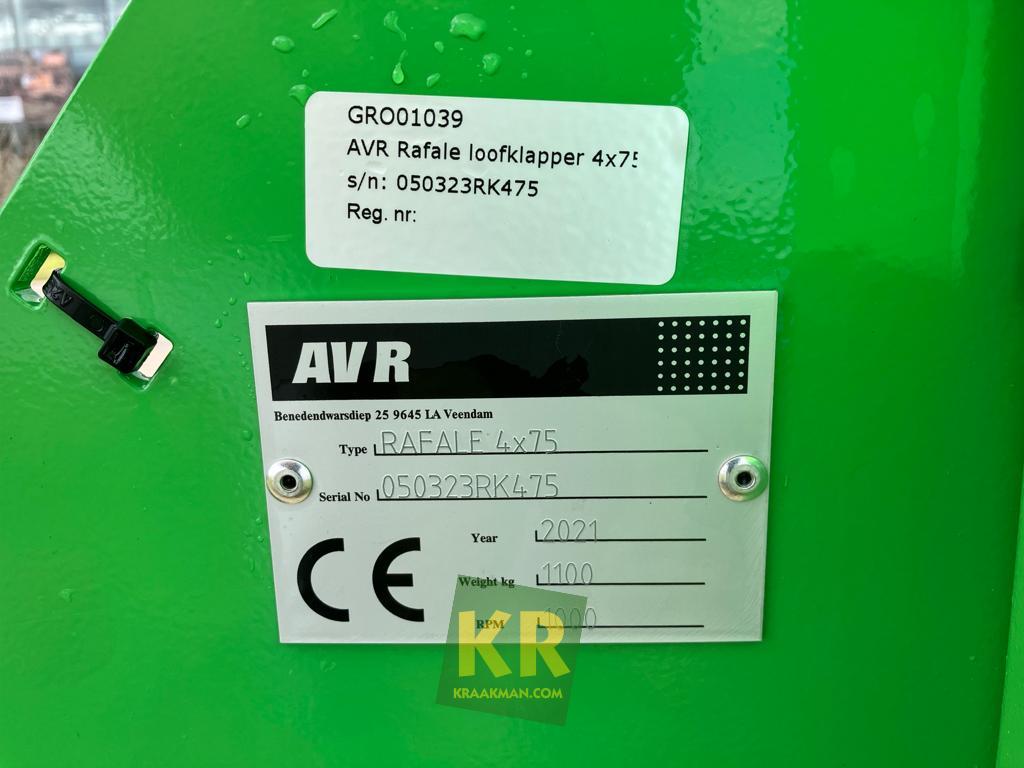 GRO01039
AVR Rafale loofklapper 4x75
s/n: 050323RK475
Reg. nr:
AVR
Benedendwarsdiep 25 9645 LA Veendam
Type RAFALE 4x75
Serial No 050323RK475
Year 2021
Weight kg 1100
RPM 1000
CE
KR
KRAAKMAN.COM